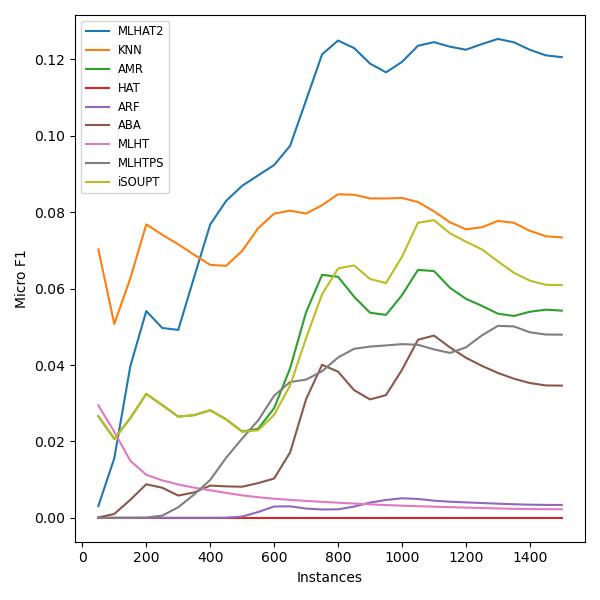 MLHAT2
KNN
AMR
HAT
ARF
ABA
MLHT
MLHTPS
iSOUPT
Micro F1
0.12
0.10
0.08
0.06
0.04
0.02
0.00
0 200 400 600 800 1000 1200 1400
Instances